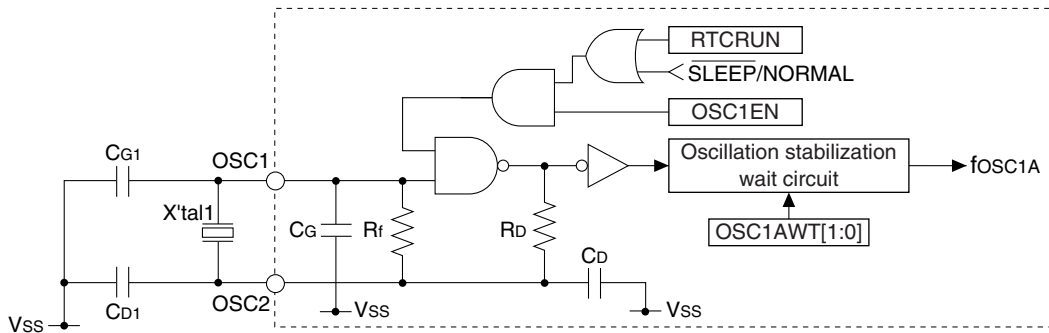 RTCRUN
SLEEP/NORMAL
OSC1EN
CG1
OSC1
Oscillation stabilization
wait circuit
fOSC1A
X'tal1
CG
Rf
RD
OSC1AWT[1:0]
CD
CD1
OSC2
VSS
VSS
VSS